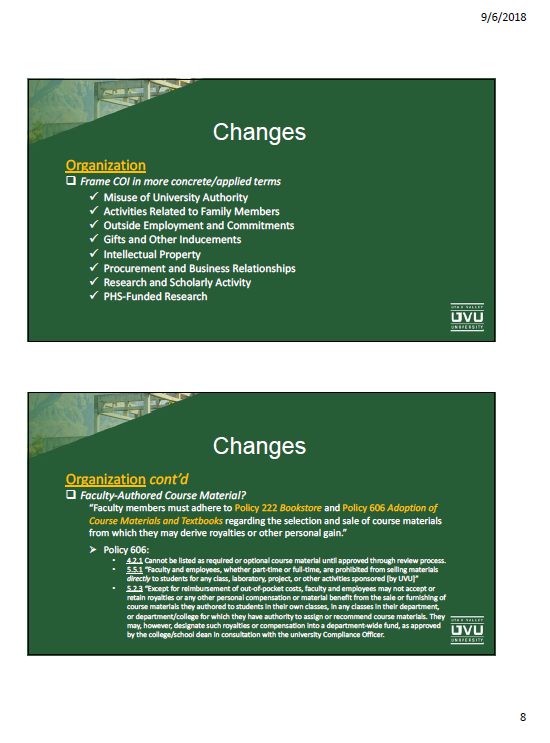 9/6/2018
Changes
Organization
Frame COI in more concrete/applied terms
Misuse of University Authority
Activities Related to Family Members
Outside Employment and Commitments
Gifts and Other Inducements
Intellectual Property
Procurement and Business Relationships
Research and Scholarly Activity
PHS-Funded Research
UTAH VALLEY
UVU
UNIVERSITY
Changes
Organization cont’d
Faculty-Authored Course Material?
“Faculty members must adhere to Policy 222 Bookstore and Policy 606 Adoption of
Course Materials and Textbooks regarding the selection and sale of course materials
from which they may derive royalties or other personal gain.”
Policy 606:
4.2.1 Cannot be listed as required or optional course material until approved through review process.
5.5.1 “Faculty and employees, whether part-time or full-time, are prohibited from selling materials
directly to students for any class, laboratory, project, or other activities sponsored [by UVU]”
5.2.3 “Except for reimbursement of out-of-pocket costs, faculty and employees may not accept or
retain royalties or any other personal compensation or material benefit from the sale or furnishing of
course materials they authored to students in their own classes, in any classes in their department,
or department/college for which they have authority to assign or recommend course materials. They
may, however, designate such royalties or compensation into a department-wide fund, as approved
by the college/school dean in consultation with the university Compliance Officer.
UTAH VALLEY
UVU
UNIVERSITY
8